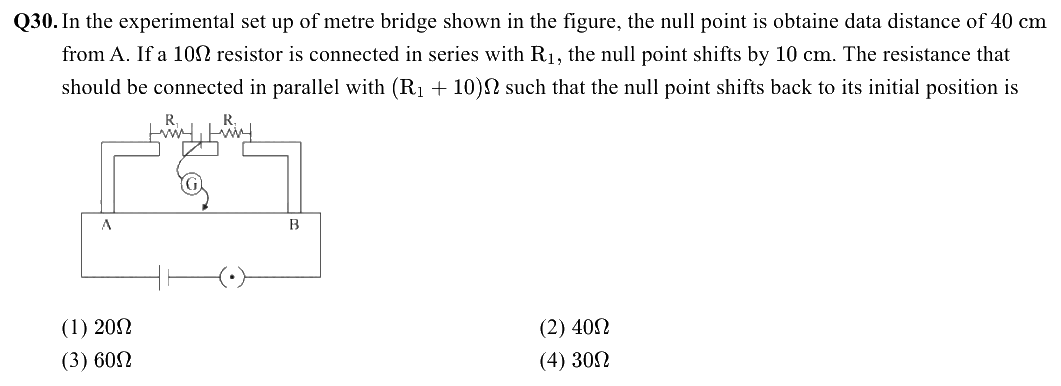 Q30. In the experimental set up of metre bridge shown in the figure, the null point is obtaine data distance of 40 cm
from A. If a 10Ω resistor is connected in series with R₁, the null point shifts by 10 cm. The resistance that
should be connected in parallel with (R₁ + 10)Ω such that the null point shifts back to its initial position is
R₁ R
G
A B
(1) 20Ω (2) 40Ω
(3) 60Ω (4) 30Ω